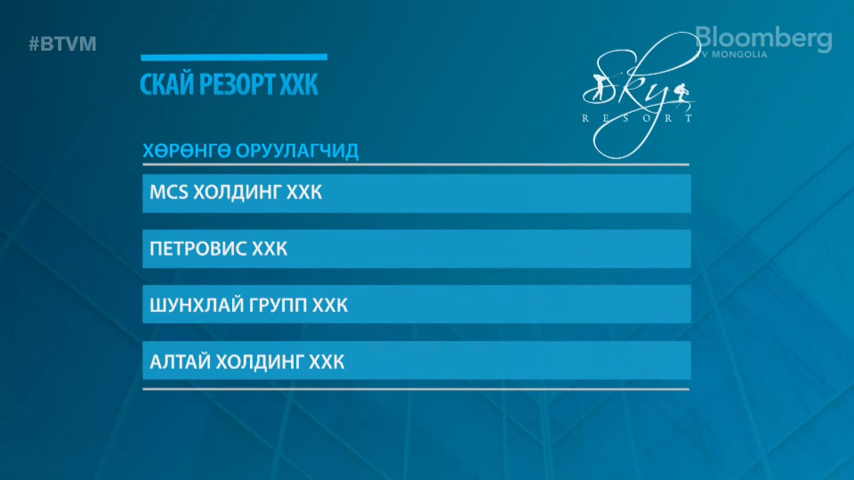 #BTVM
Bloomberg
TV MONGOLIA
СКАЙ РЕЗОРТ ХХК
Sky
RESORT
ХӨРӨНГӨ ОРУУЛАГЧИД
MCS ХОЛДИНГ ХХК
ПЕТРОВИС ХХК
ШУНХЛАЙ ГРУПП ХХК
АЛТАЙ ХОЛДИНГ ХХК